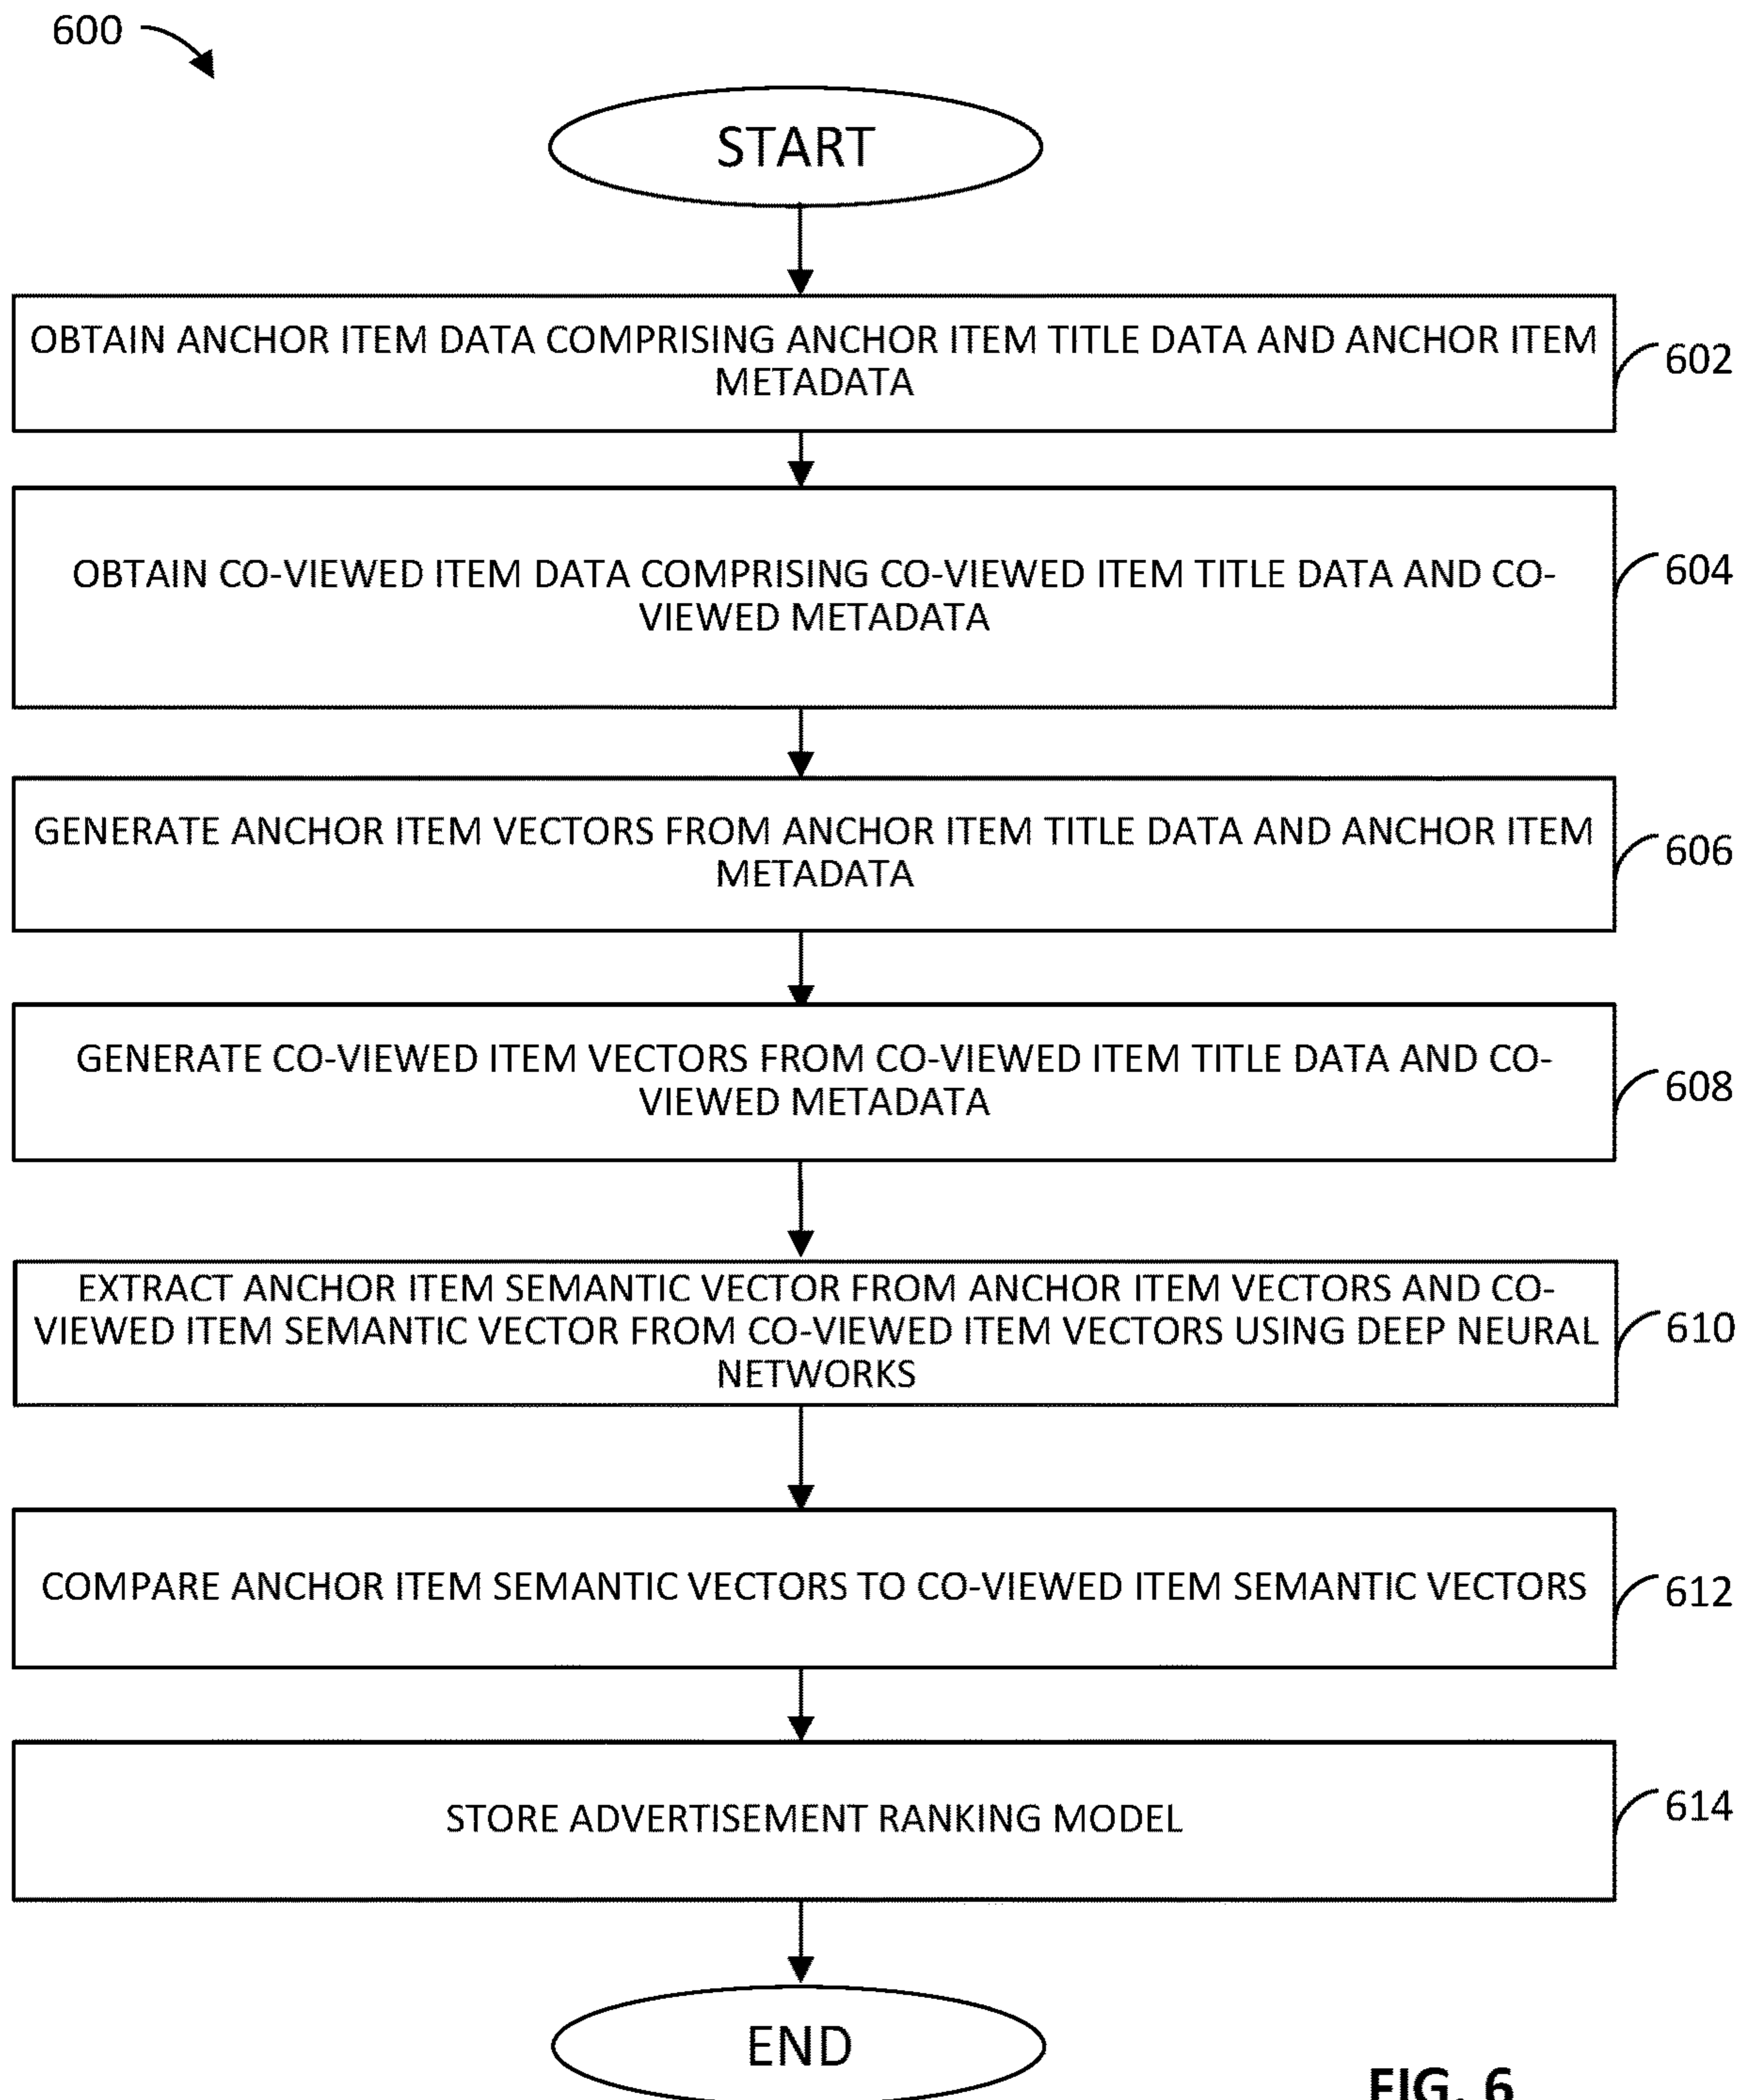 600
START
OBTAIN ANCHOR ITEM DATA COMPRISING ANCHOR ITEM TITLE DATA AND ANCHOR ITEM
METADATA
602
OBTAIN CO-VIEWED ITEM DATA COMPRISING CO-VIEWED ITEM TITLE DATA AND CO-
VIEWED METADATA
604
GENERATE ANCHOR ITEM VECTORS FROM ANCHOR ITEM TITLE DATA AND ANCHOR ITEM
METADATA
606
GENERATE CO-VIEWED ITEM VECTORS FROM CO-VIEWED ITEM TITLE DATA AND CO-
VIEWED METADATA
608
EXTRACT ANCHOR ITEM SEMANTIC VECTOR FROM ANCHOR ITEM VECTORS AND CO-
VIEWED ITEM SEMANTIC VECTOR FROM CO-VIEWED ITEM VECTORS USING DEEP NEURAL
NETWORKS
610
COMPARE ANCHOR ITEM SEMANTIC VECTORS TO CO-VIEWED ITEM SEMANTIC VECTORS
612
STORE ADVERTISEMENT RANKING MODEL
614
END
FIG. 6